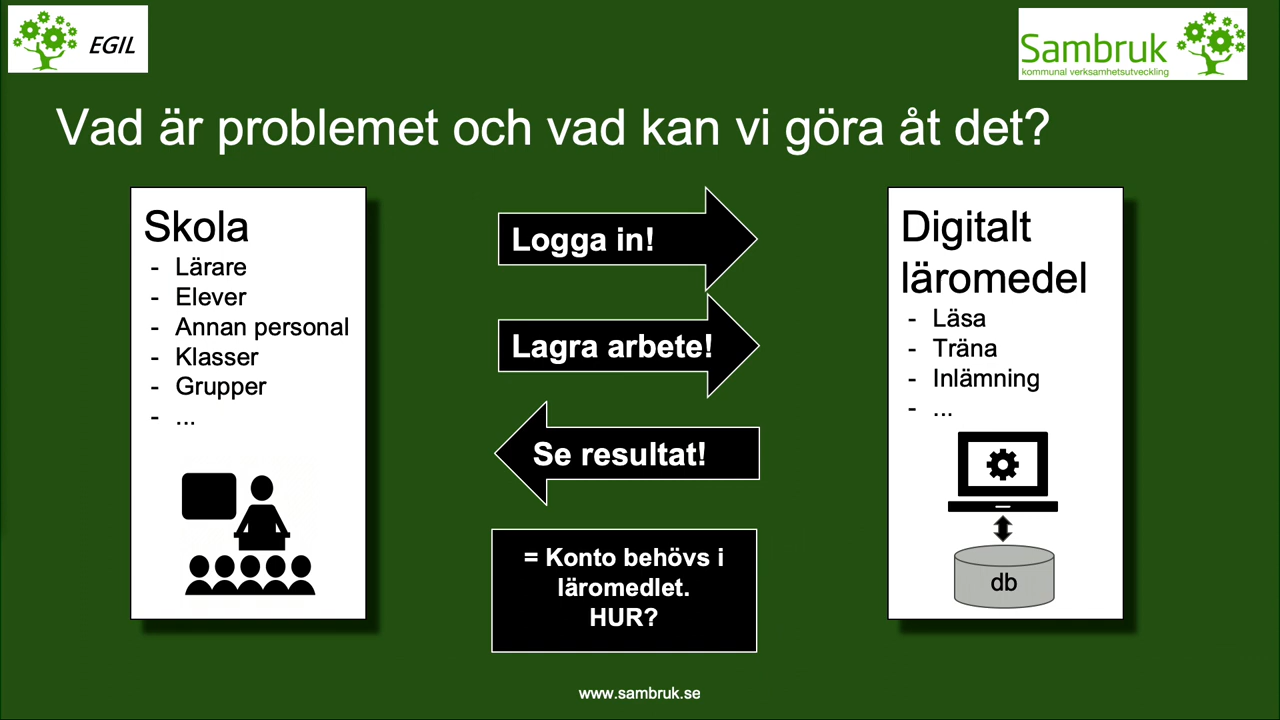 EGIL
Sambruk
kommunal verksamhetsutveckling
Vad är problemet och vad kan vi göra åt det?
Skola
- Lärare
- Elever
- Annan personal
- Klasser
- Grupper
- ...
Logga in!
Lagra arbete!
Se resultat!
= Konto behövs i
läromedlet.
HUR?
Digitalt
läromedel
- Läsa
- Träna
- Inlämning
- ...
db
www.sambruk.se